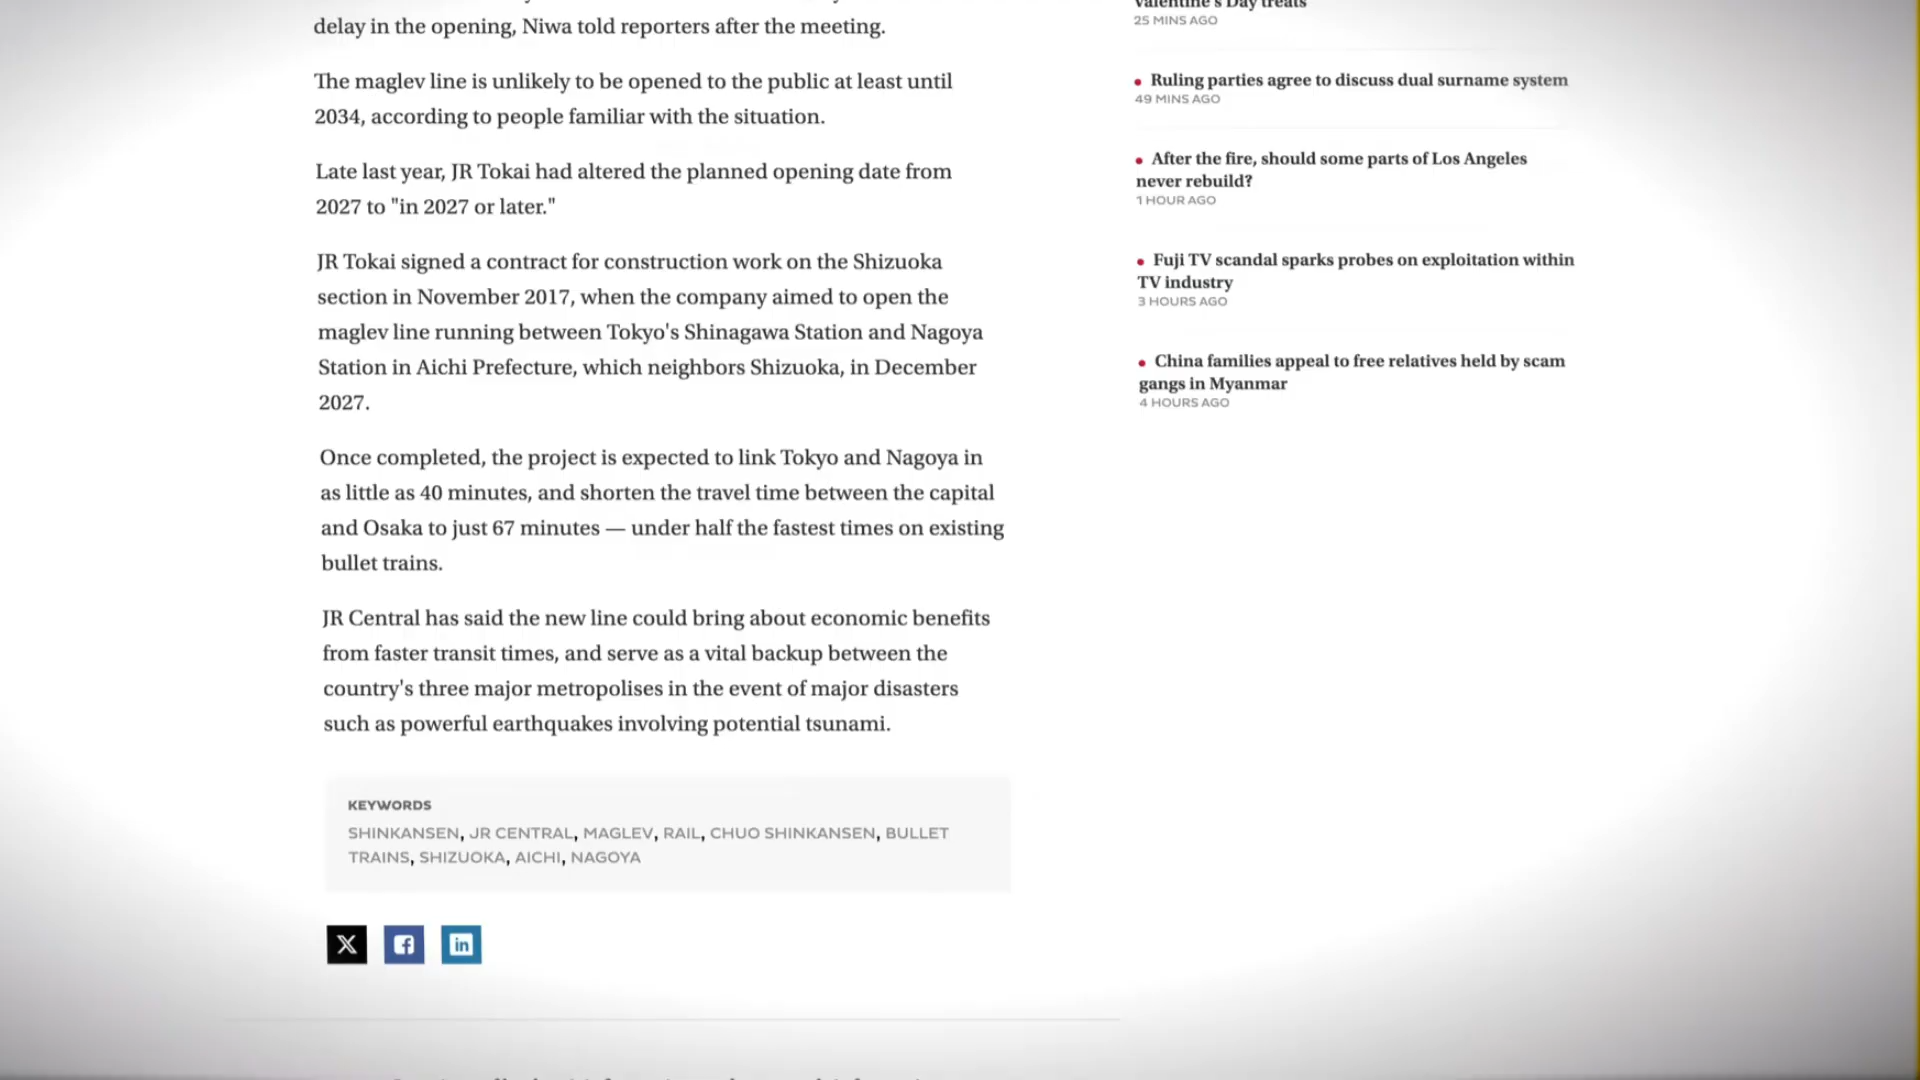 delay in the opening, Niwa told reporters after the meeting.
The maglev line is unlikely to be opened to the public at least until
2034, according to people familiar with the situation.
Late last year, JR Tokai had altered the planned opening date from
2027 to "in 2027 or later."
JR Tokai signed a contract for construction work on the Shizuoka
section in November 2017, when the company aimed to open the
maglev line running between Tokyo's Shinagawa Station and Nagoya
Station in Aichi Prefecture, which neighbors Shizuoka, in December
2027.
Once completed, the project is expected to link Tokyo and Nagoya in
as little as 40 minutes, and shorten the travel time between the capital
and Osaka to just 67 minutes — under half the fastest times on existing
bullet trains.
JR Central has said the new line could bring about economic benefits
from faster transit times, and serve as a vital backup between the
country's three major metropolises in the event of major disasters
such as powerful earthquakes involving potential tsunami.
KEYWORDS
SHINKANSEN, JR CENTRAL, MAGLEV, RAIL, CHUO SHINKANSEN, BULLET
TRAINS, SHIZUOKA, AICHI, NAGOYA
Valentine's Day treats
25 MINS AGO
Ruling parties agree to discuss dual surname system
49 MINS AGO
After the fire, should some parts of Los Angeles
never rebuild?
1 HOUR AGO
Fuji TV scandal sparks probes on exploitation within
TV industry
3 HOURS AGO
China families appeal to free relatives held by scam
gangs in Myanmar
4 HOURS AGO